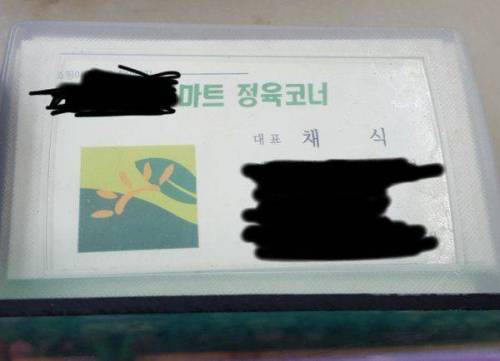 마트 정육코너
대표 채 식